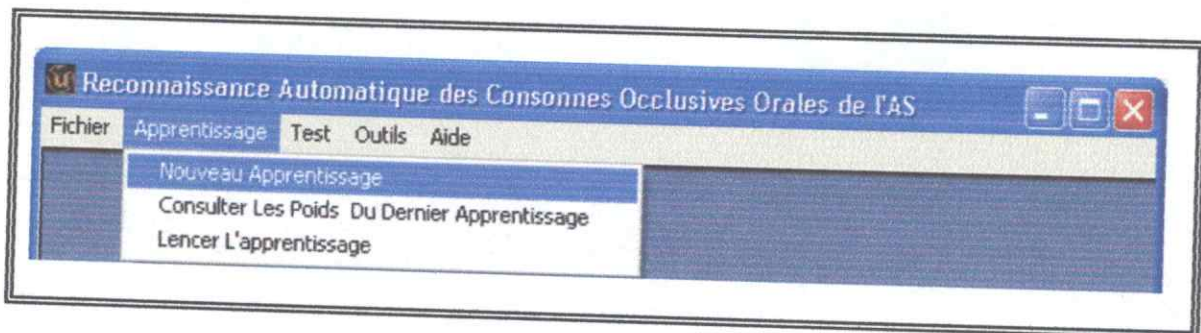 Reconnaissance Automatique des Consonnes Occlusives Orales de l'AS
Fichier Apprentissage Test Outils Aide
Nouveau Apprentissage
Consulter Les Poids Du Dernier Apprentissage
Lencer L'apprentissage